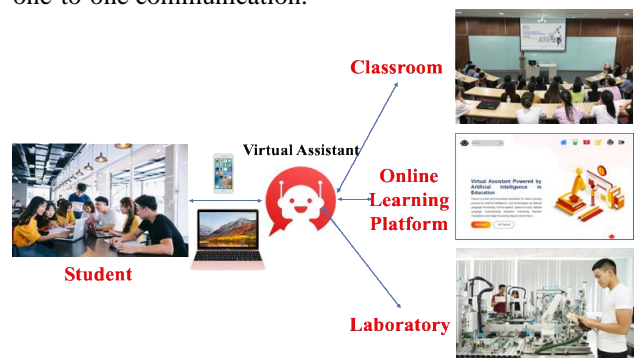 one-to-one communication.
Classroom
Virtual Assistant
Online
Learning
Platform
Virtual Assistant Powered by
Artificial Intelligence in
Education
Student
Laboratory